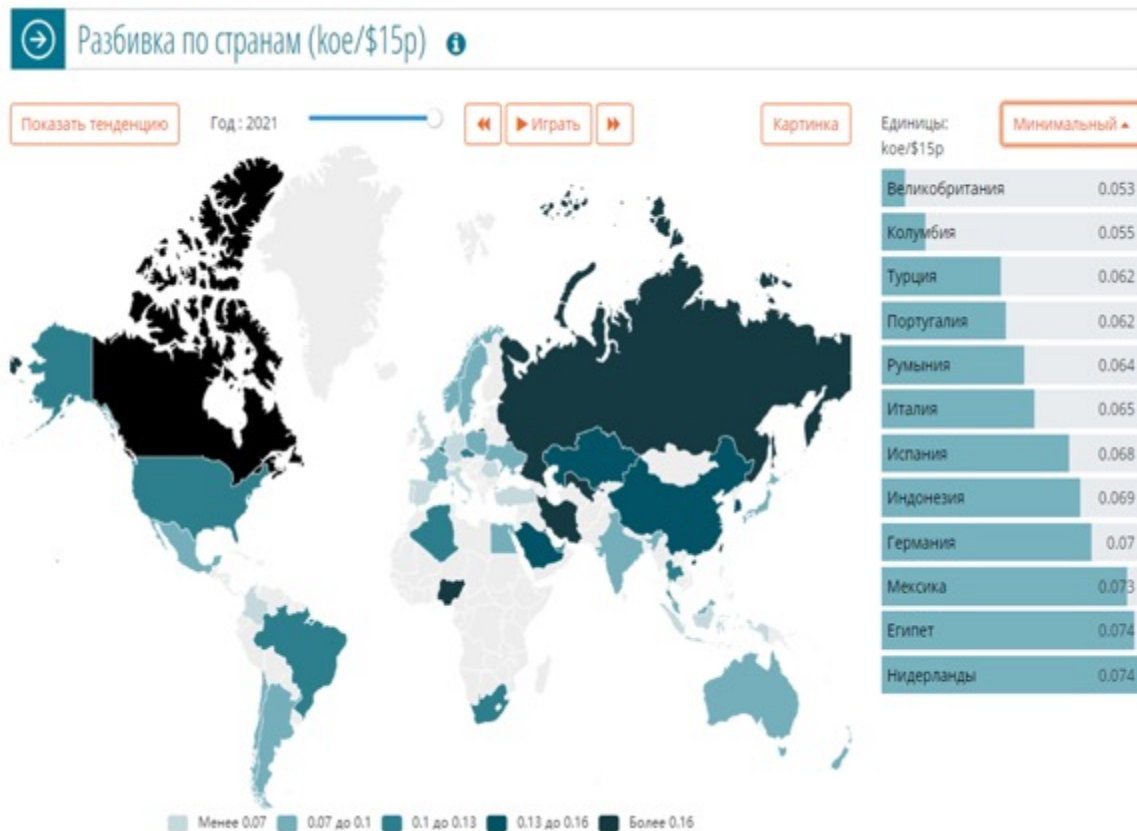 Разбивка по странам (koe/$15p)
Показать тенденцию
Год : 2021
Играть
Картинка
Единицы:
koe/$15p
Минимальный
Великобритания 0.053
Колумбия 0.055
Турция 0.062
Португалия 0.062
Румыния 0.064
Италия 0.065
Испания 0.068
Индонезия 0.069
Германия 0.07
Мексика 0.073
Египет 0.074
Нидерланды 0.074
Менее 0.07 0.07 до 0.1 0.1 до 0.13 0.13 до 0.16 Более 0.16